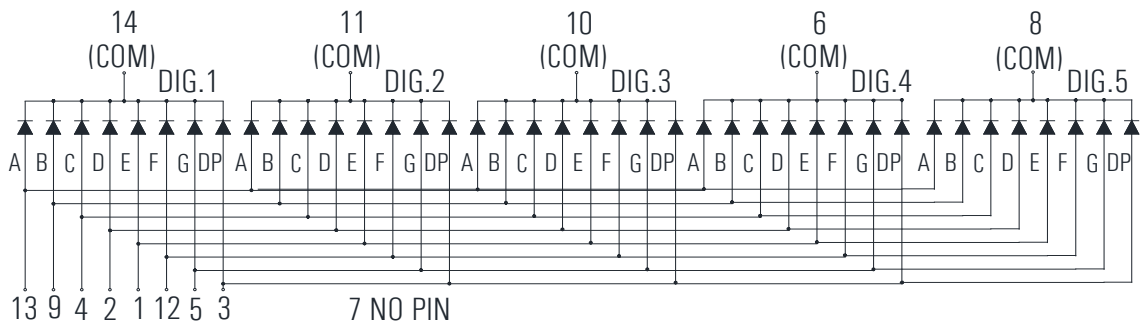 14 11 10 6 8
(COM) (COM) (COM) (COM) (COM)
DIG.1 DIG.2 DIG.3 DIG.4 DIG.5
A B C D E F G DP A B C D E F G DP A B C D E F G DP A B C D E F G DP A B C D E F G DP
13 9 4 2 1 12 5 3 7 NO PIN